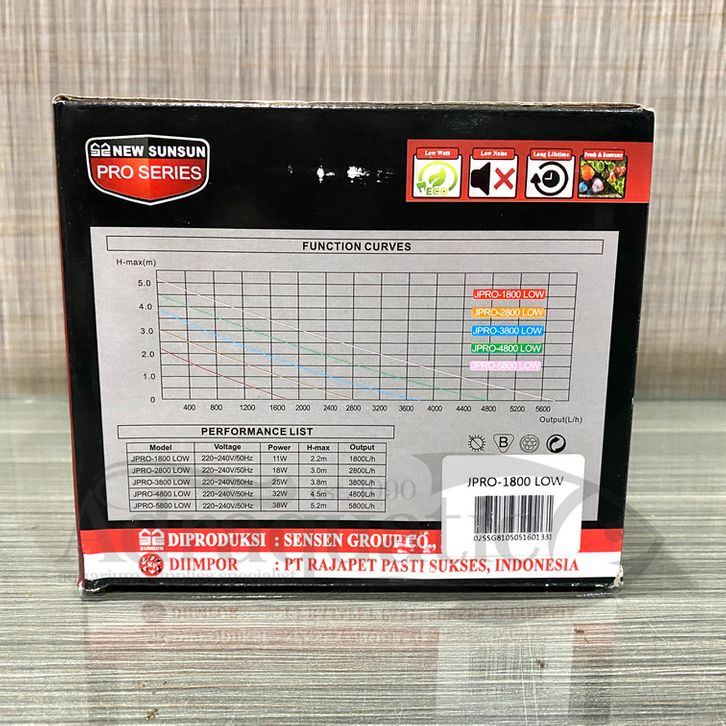 NEW SUNSUN
PRO SERIES
Low Watt
Low Noise
Long Lifetime
Fresh & Seawater
ECO
FUNCTION CURVES
H-max(m)
5.0
4.0
3.0
2.0
1.0
0
400 800 1200 1600 2000 2400 2800 3200 3600 4000 4400 4800 5200 5600
Output(L/h)
JPRO-1800 LOW
JPRO-2800 LOW
JPRO-3800 LOW
JPRO-4800 LOW
JPRO-5800 LOW
PERFORMANCE LIST
Model Voltage Power H-max Output
JPRO-1800 LOW 220~240V/50Hz 11W 2.2m 1800L/h
JPRO-2800 LOW 220~240V/50Hz 18W 3.0m 2800L/h
JPRO-3800 LOW 220~240V/50Hz 25W 3.8m 3800L/h
JPRO-4800 LOW 220~240V/50Hz 32W 4.5m 4800L/h
JPRO-5800 LOW 220~240V/50Hz 38W 5.2m 5800L/h
B
JPRO-1800 LOW
02SSG8105051601331
SUNSUN
DIPRODUKSI : SENSEN GROUP CO.,
DIIMPOR : PT RAJAPET PASTI SUKSES, INDONESIA